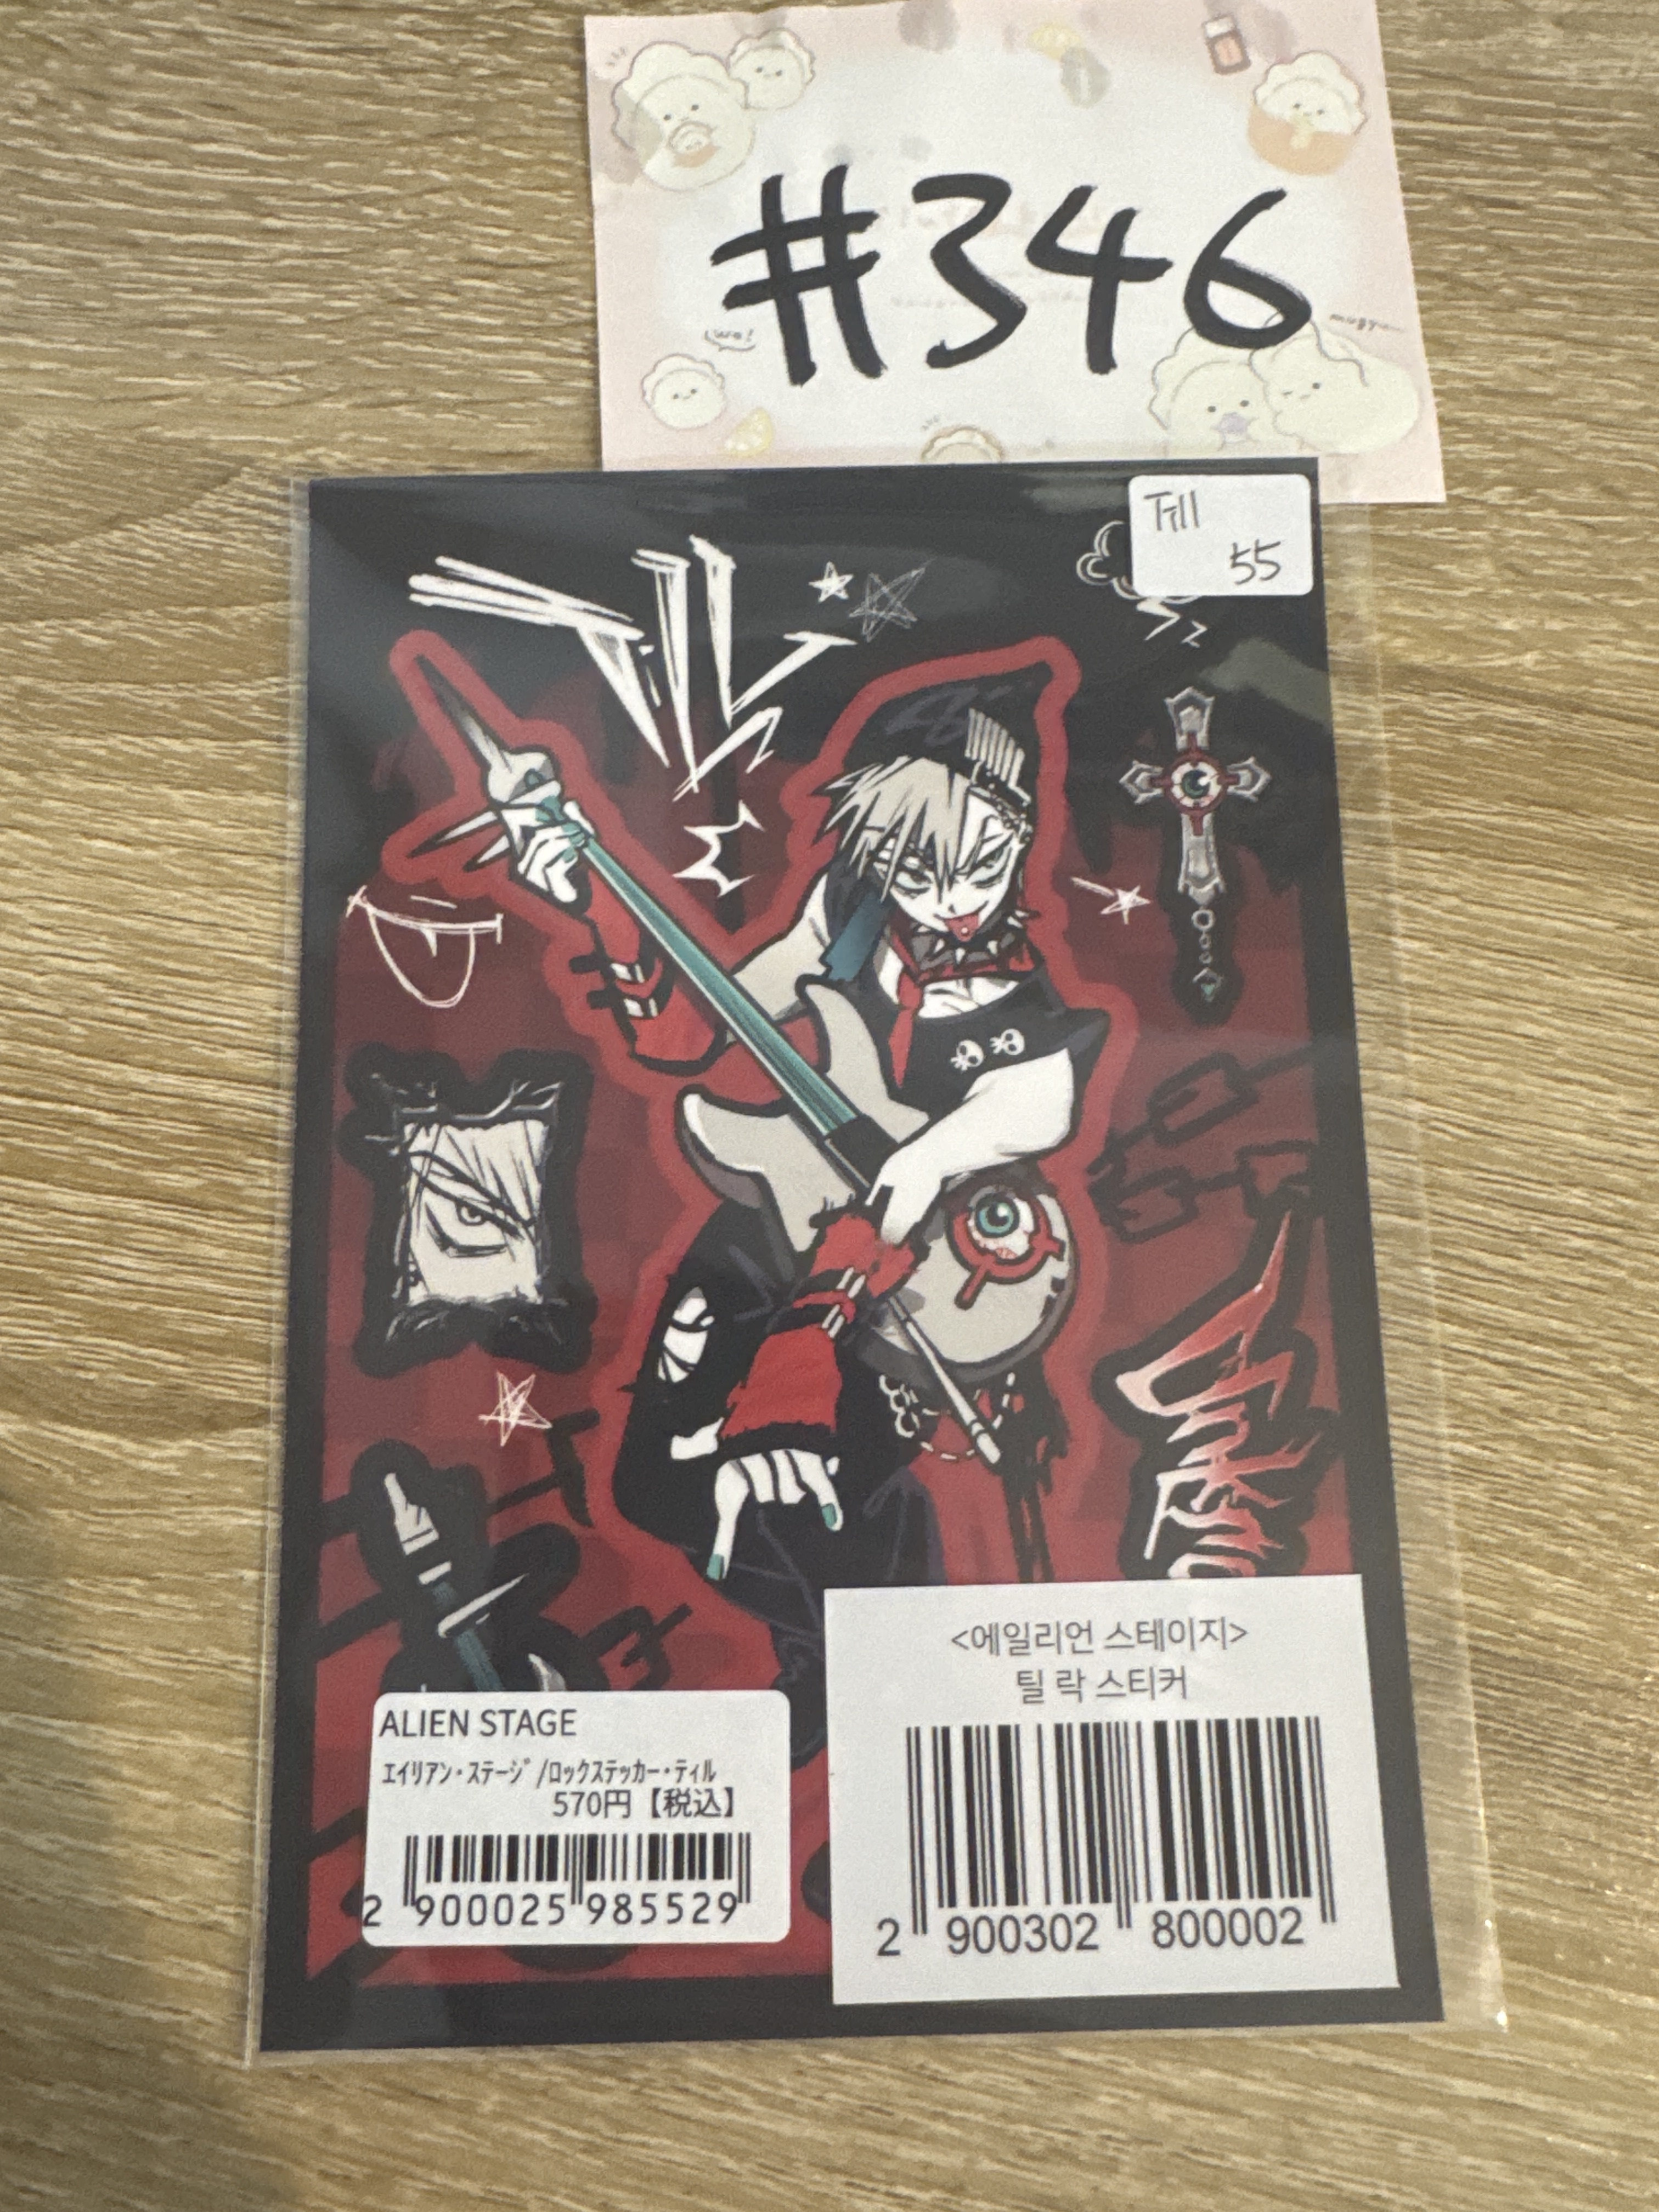 #346
wo!
Till
55
<에일리언 스테이지>
틸 락 스티커
2 900302 800002
ALIEN STAGE
ｴｲﾘｱﾝ･ｽﾃｰｼﾞ/ﾛｯｸｽﾃｯｶｰ･ﾃｨﾙ
570円【税込】
2 900025 985529